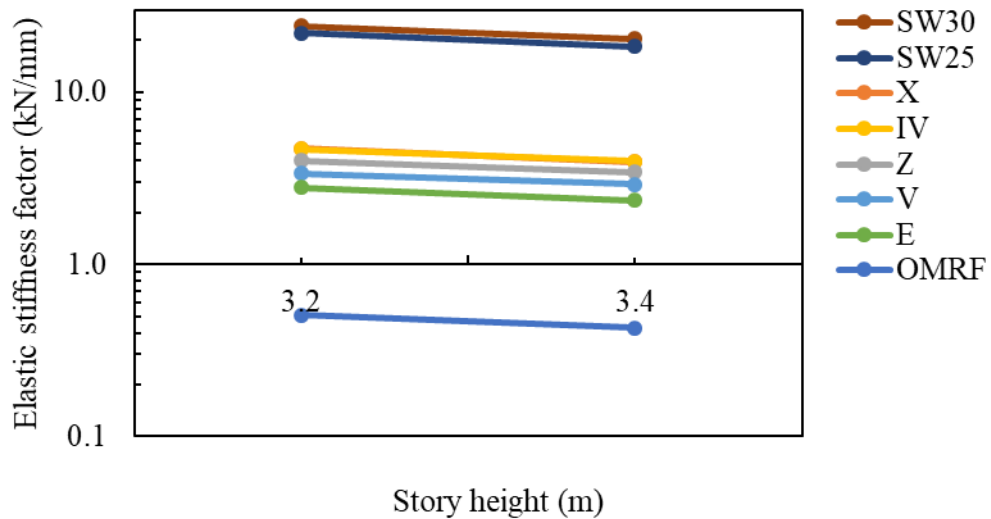 Elastic stiffness factor (kN/mm)
10.0
1.0
0.1
3.2
3.4
Story height (m)
SW30
SW25
X
IV
Z
V
E
OMRF